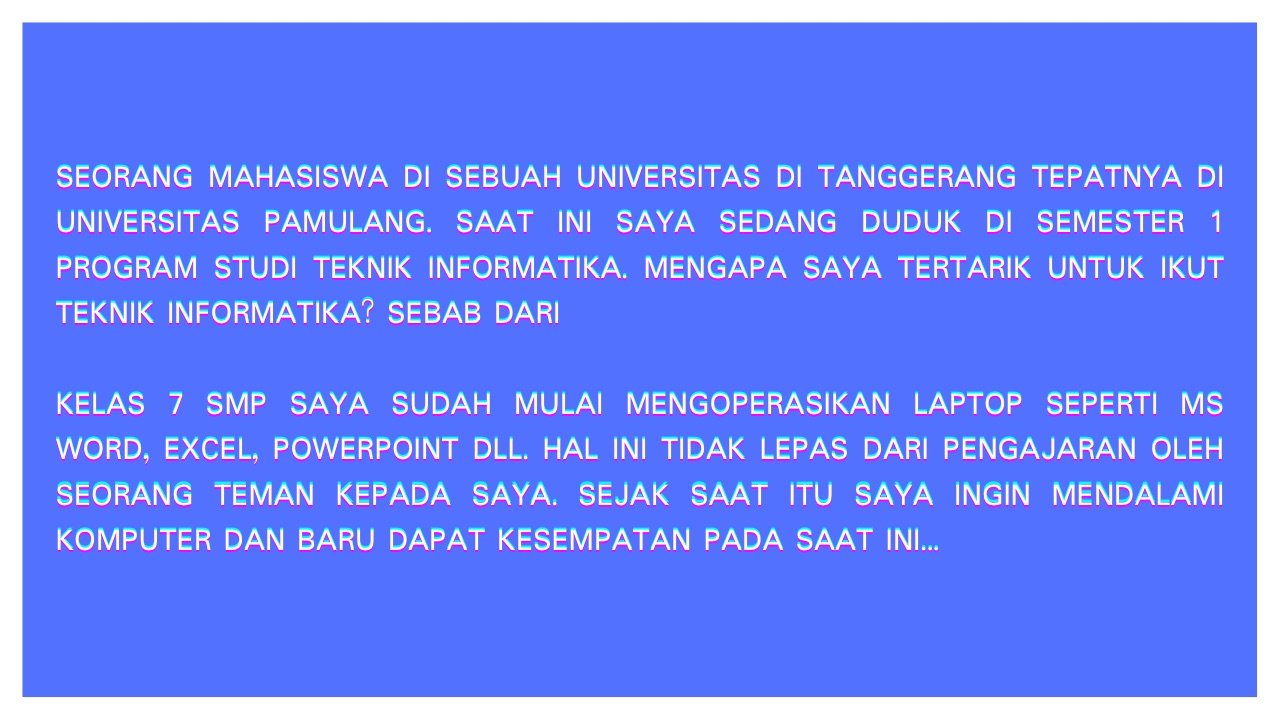 SEORANG MAHASISWA DI SEBUAH UNIVERSITAS DI TANGGERANG TEPATNYA DI
UNIVERSITAS PAMULANG. SAAT INI SAYA SEDANG DUDUK DI SEMESTER 1
PROGRAM STUDI TEKNIK INFORMATIKA. MENGAPA SAYA TERTARIK UNTUK IKUT
TEKNIK INFORMATIKA? SEBAB DARI
KELAS 7 SMP SAYA SUDAH MULAI MENGOPERASIKAN LAPTOP SEPERTI MS
WORD, EXCEL, POWERPOINT DLL. HAL INI TIDAK LEPAS DARI PENGAJARAN OLEH
SEORANG TEMAN KEPADA SAYA. SEJAK SAAT ITU SAYA INGIN MENDALAMI
KOMPUTER DAN BARU DAPAT KESEMPATAN PADA SAAT INI...